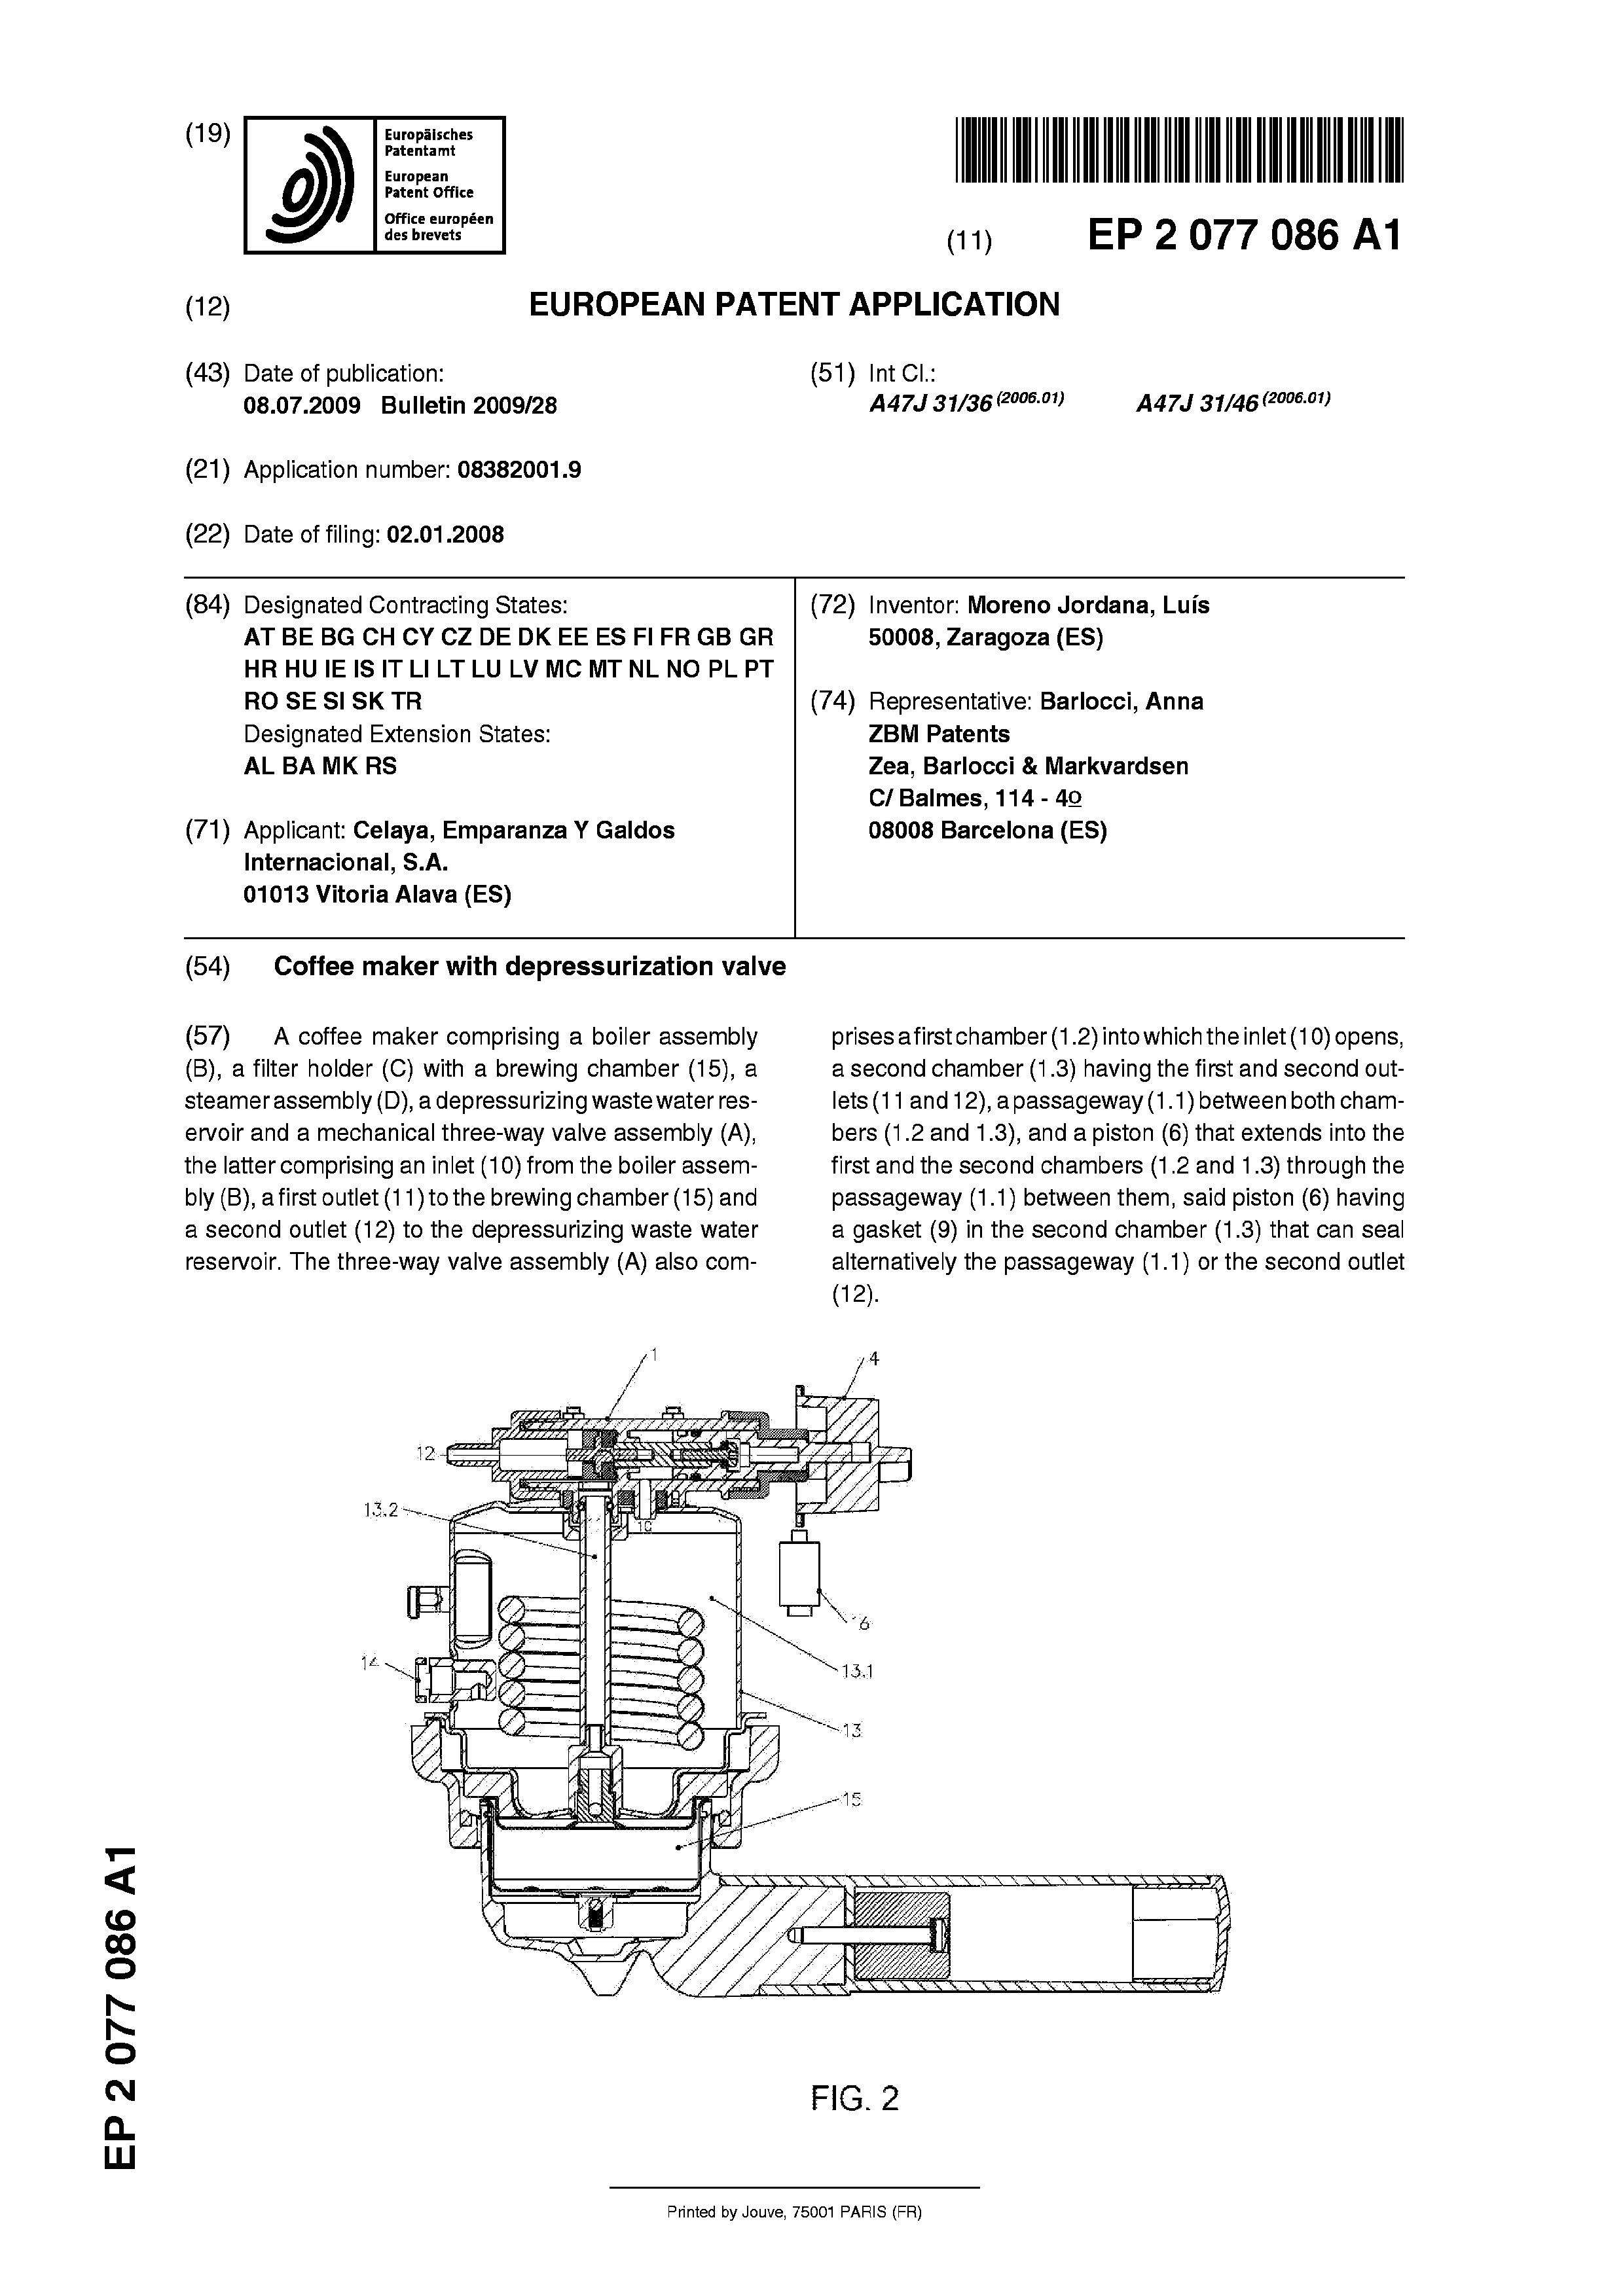 (19)
Europäisches
Patentamt
European
Patent Office
Office européen
des brevets
(11) EP 2 077 086 A1
(12) EUROPEAN PATENT APPLICATION
(43) Date of publication:
08.07.2009 Bulletin 2009/28
(51) Int Cl.:
A47J 31/36 (2006.01) A47J 31/46 (2006.01)
(21) Application number: 08382001.9
(22) Date of filing: 02.01.2008
(84) Designated Contracting States:
AT BE BG CH CY CZ DE DK EE ES FI FR GB GR
HR HU IE IS IT LI LT LU LV MC MT NL NO PL PT
RO SE SI SK TR
Designated Extension States:
AL BA MK RS
(71) Applicant: Celaya, Emparanza Y Galdos
Internacional, S.A.
01013 Vitoria Alava (ES)
(72) Inventor: Moreno Jordana, Luís
50008, Zaragoza (ES)
(74) Representative: Barlocci, Anna
ZBM Patents
Zea, Barlocci & Markvardsen
C/ Balmes, 114 - 4º
08008 Barcelona (ES)
(54) Coffee maker with depressurization valve
(57) A coffee maker comprising a boiler assembly
(B), a filter holder (C) with a brewing chamber (15), a
steamer assembly (D), a depressurizing waste water res-
ervoir and a mechanical three-way valve assembly (A),
the latter comprising an inlet (10) from the boiler assem-
bly (B), a first outlet (11) to the brewing chamber (15) and
a second outlet (12) to the depressurizing waste water
reservoir. The three-way valve assembly (A) also com-
prises a first chamber (1.2) into which the inlet (10) opens,
a second chamber (1.3) having the first and second out-
lets (11 and 12), a passageway (1.1) between both cham-
bers (1.2 and 1.3), and a piston (6) that extends into the
first and the second chambers (1.2 and 1.3) through the
passageway (1.1) between them, said piston (6) having
a gasket (9) in the second chamber (1.3) that can seal
alternatively the passageway (1.1) or the second outlet
(12).
1
4
12
13.2
10
16
14
13.1
13
15
FIG. 2
EP 2 077 086 A1
Printed by Jouve, 75001 PARIS (FR)